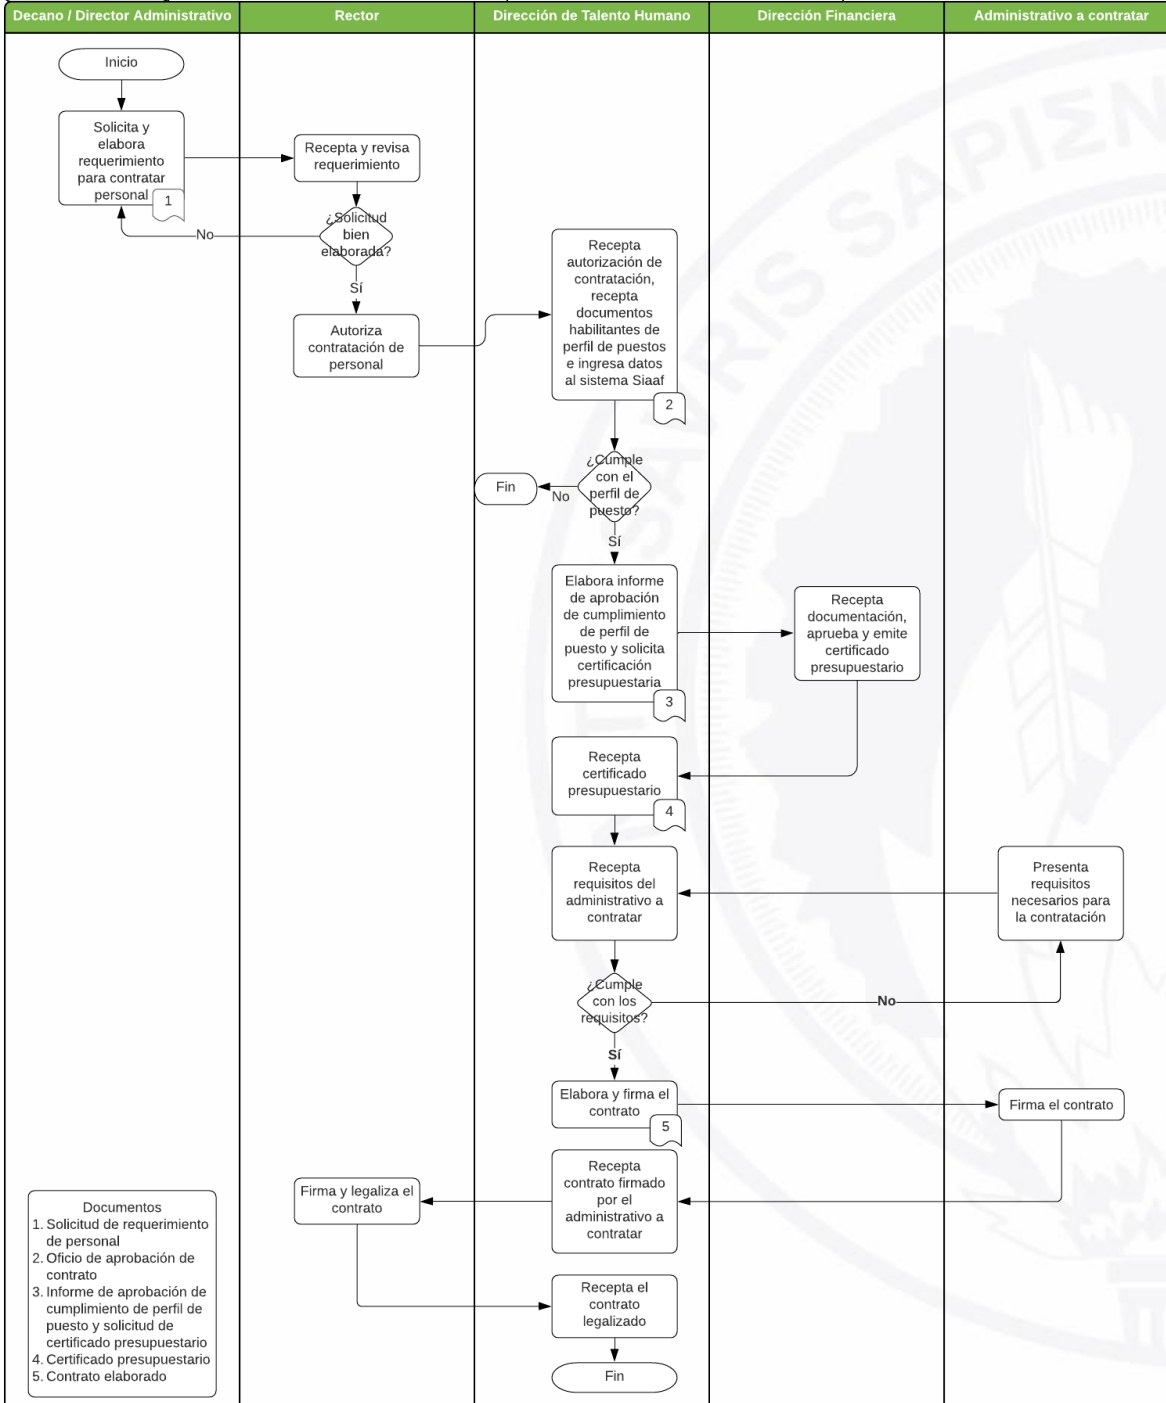 Decano / Director Administrativo
Rector
Dirección de Talento Humano
Dirección Financiera
Administrativo a contratar
Inicio
Solicita y
elabora
requerimiento
para contratar
personal
1
Recepta y revisa
requerimiento
¿Solicitud
bien
elaborada?
No
Sí
Autoriza
contratación de
personal
Recepta
autorización de
contratación,
recepta
documentos
habilitantes de
perfil de puestos
e ingresa datos
al sistema Siaaf
2
¿Cumple
con el
perfil de
puesto?
No
Fin
Sí
Elabora informe
de aprobación
de cumplimiento
de perfil de
puesto y solicita
certificación
presupuestaria
3
Recepta
documentación,
aprueba y emite
certificado
presupuestario
Recepta
certificado
presupuestario
4
Recepta
requisitos del
administrativo a
contratar
Presenta
requisitos
necesarios para
la contratación
¿Cumple
con los
requisitos?
No
Sí
Elabora y firma el
contrato
5
Firma el contrato
Recepta
contrato firmado
por el
administrativo a
contratar
Firma y legaliza el
contrato
Recepta el
contrato
legalizado
Fin
Documentos
1. Solicitud de requerimiento
de personal
2. Oficio de aprobación de
contrato
3. Informe de aprobación de
cumplimiento de perfil de
puesto y solicitud de
certificado presupuestario
4. Certificado presupuestario
5. Contrato elaborado